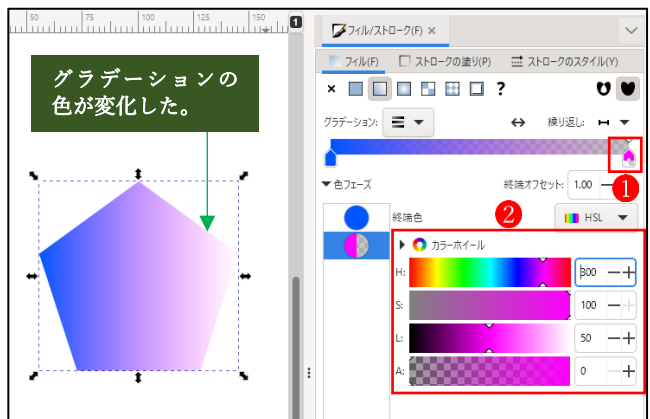 50 75 100 125 150 1
フィル/ストローク(F) ×
グラデーションの
色が変化した。
フィル(F) ストロークの塗り(P) ストロークのスタイル(Y)
× ?
グラデーション: 繰り返し:
1
色フェーズ 終端オフセット: 1.00 −
終端色 2 HSL
カラーホイール
H: 300 − +
S: 100 − +
L: 50 − +
A: 0 − +